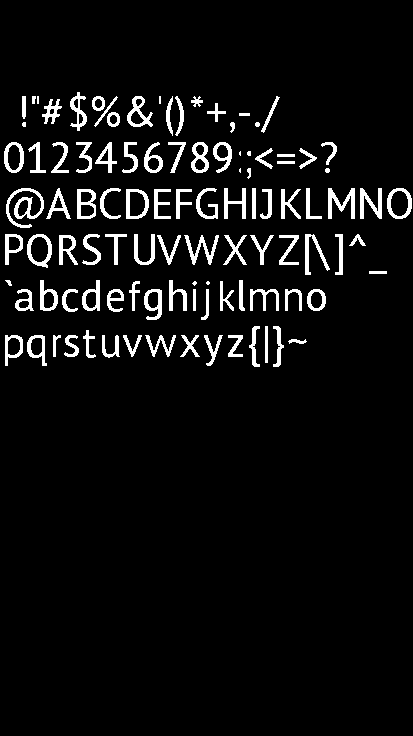 !"#$%&'()*+,-./
0123456789:;<=>?
@ABCDEFGHIJKLMNO
PQRSTUVWXYZ[\]^_
`abcdefghijklmno
pqrstuvwxyz{|}~